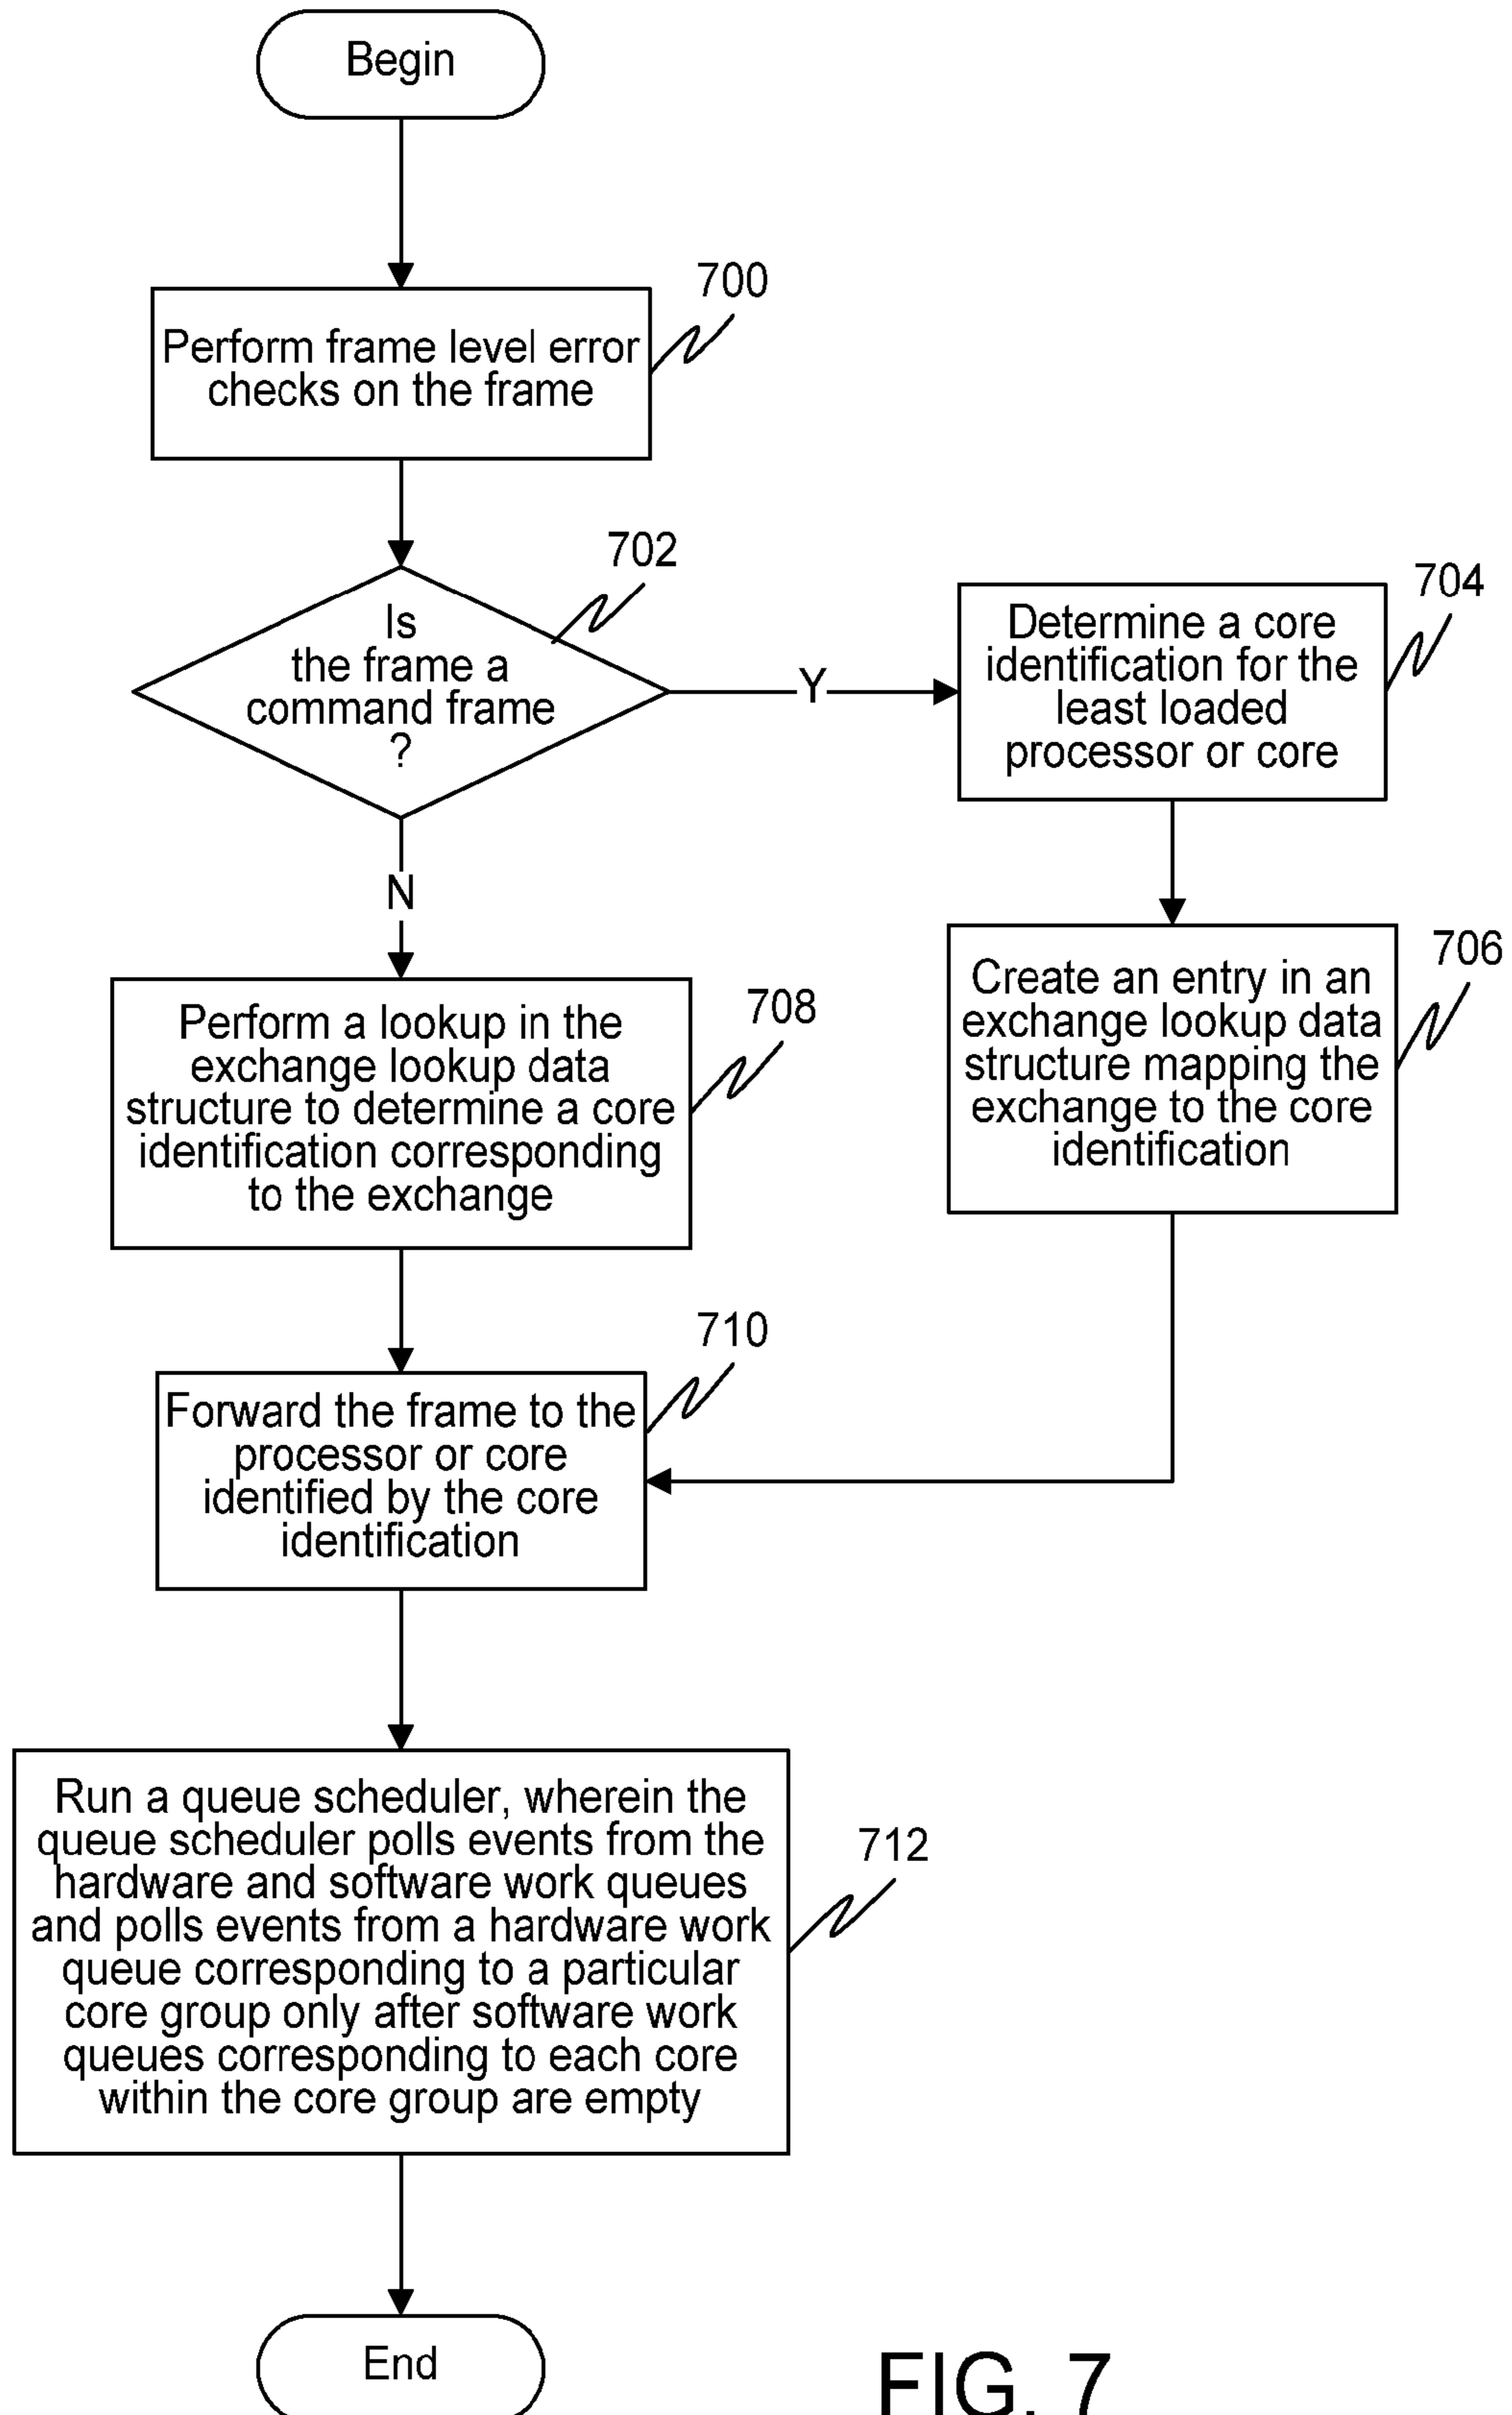 Begin
700
Perform frame level error
checks on the frame
702
Is
the frame a
command frame
?
Y
704
Determine a core
identification for the
least loaded
processor or core
N
706
Create an entry in an
exchange lookup data
structure mapping the
exchange to the core
identification
708
Perform a lookup in the
exchange lookup data
structure to determine a core
identification corresponding
to the exchange
710
Forward the frame to the
processor or core
identified by the core
identification
712
Run a queue scheduler, wherein the
queue scheduler polls events from the
hardware and software work queues
and polls events from a hardware work
queue corresponding to a particular
core group only after software work
queues corresponding to each core
within the core group are empty
End
FIG. 7